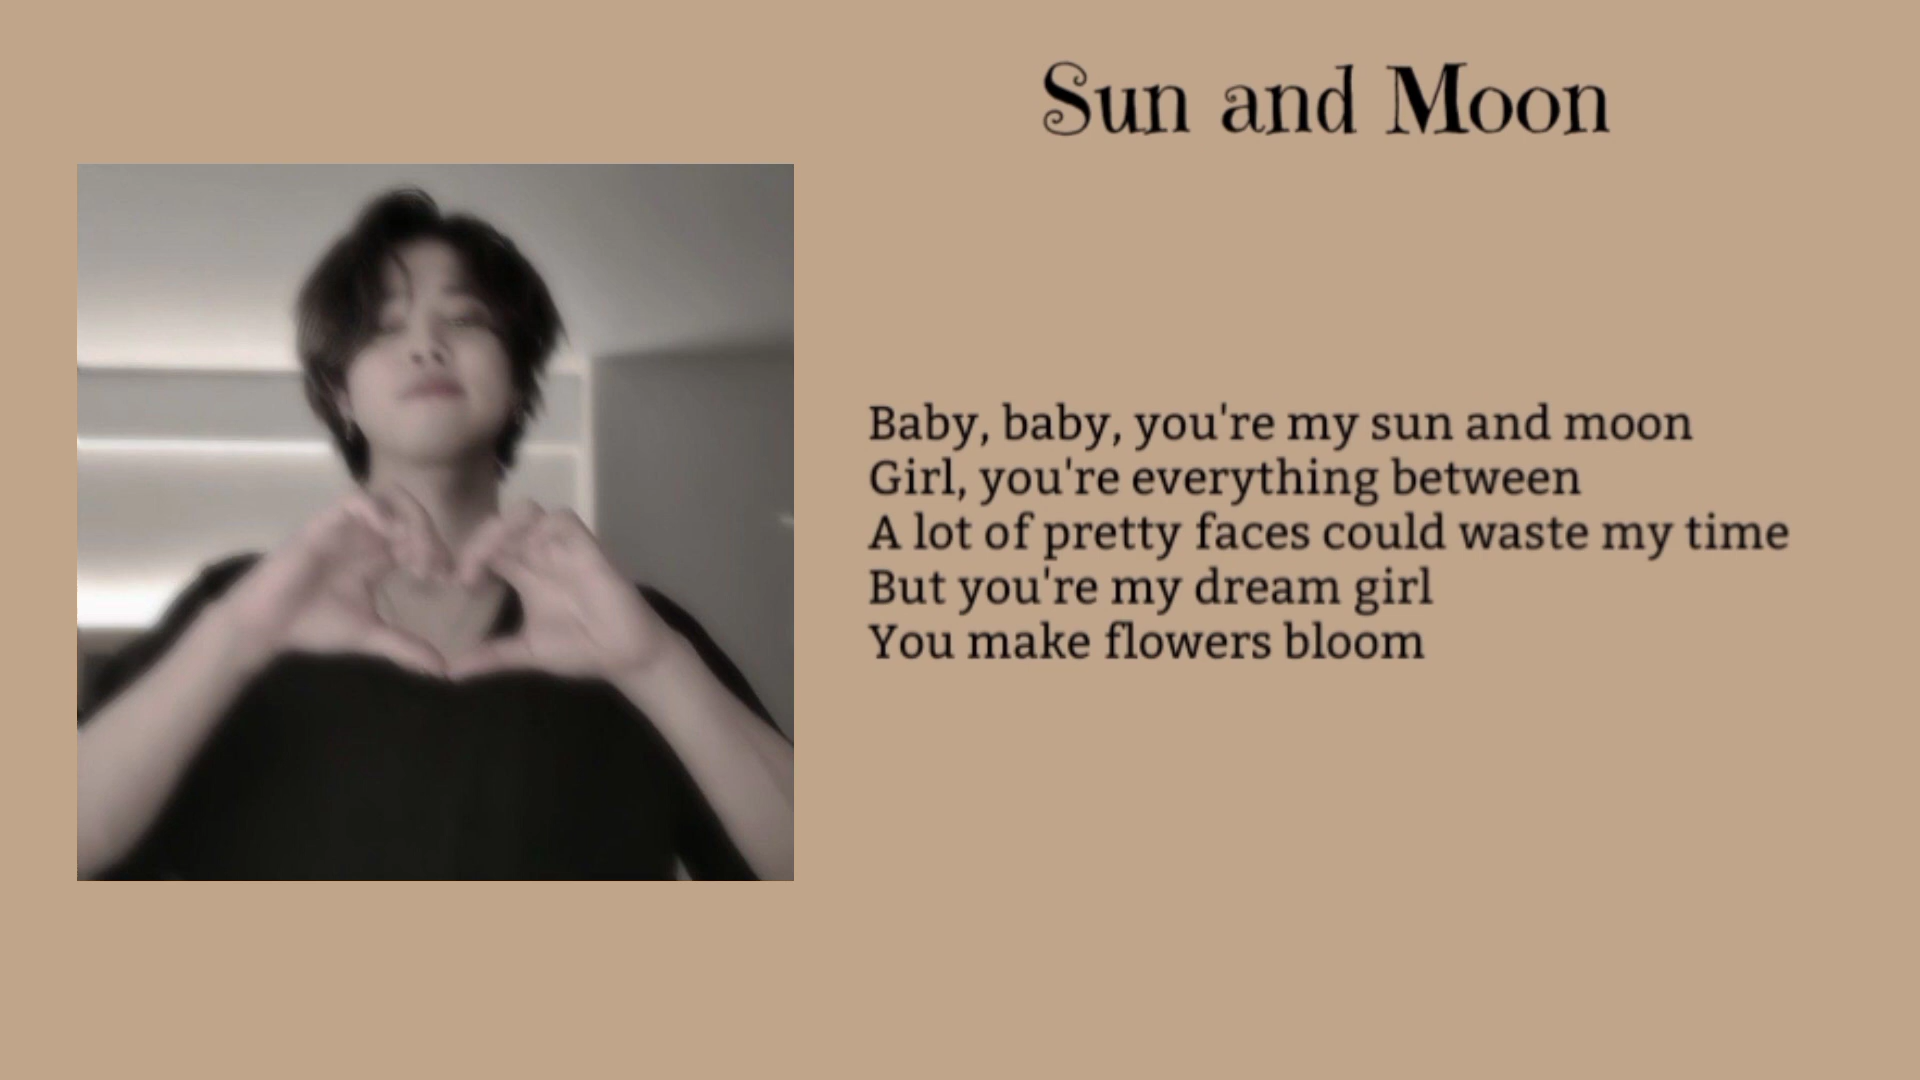 Sun and Moon
Baby, baby, you're my sun and moon
Girl, you're everything between
A lot of pretty faces could waste my time
But you're my dream girl
You make flowers bloom